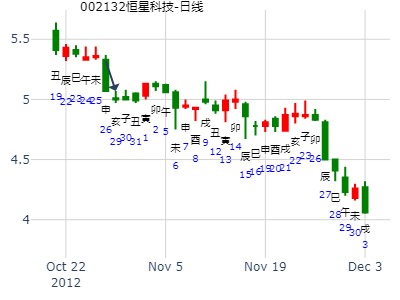 002132恒星科技-日线
5.5
5
4.5
4
丑 辰 巳 午 未 申 亥 子 丑 寅 卯 午 未 申 酉 戌 丑 寅 卯 辰 巳 申 酉 戌 亥 子 卯 辰 巳 午 未 戌
19 22 23 24 25 26 29 30 31 1 2 5 6 7 8 9 12 13 14 15 16 19 20 21 22 23 26 27 28 29 30 3
Oct 22 Nov 5 Nov 19 Dec 3
2012